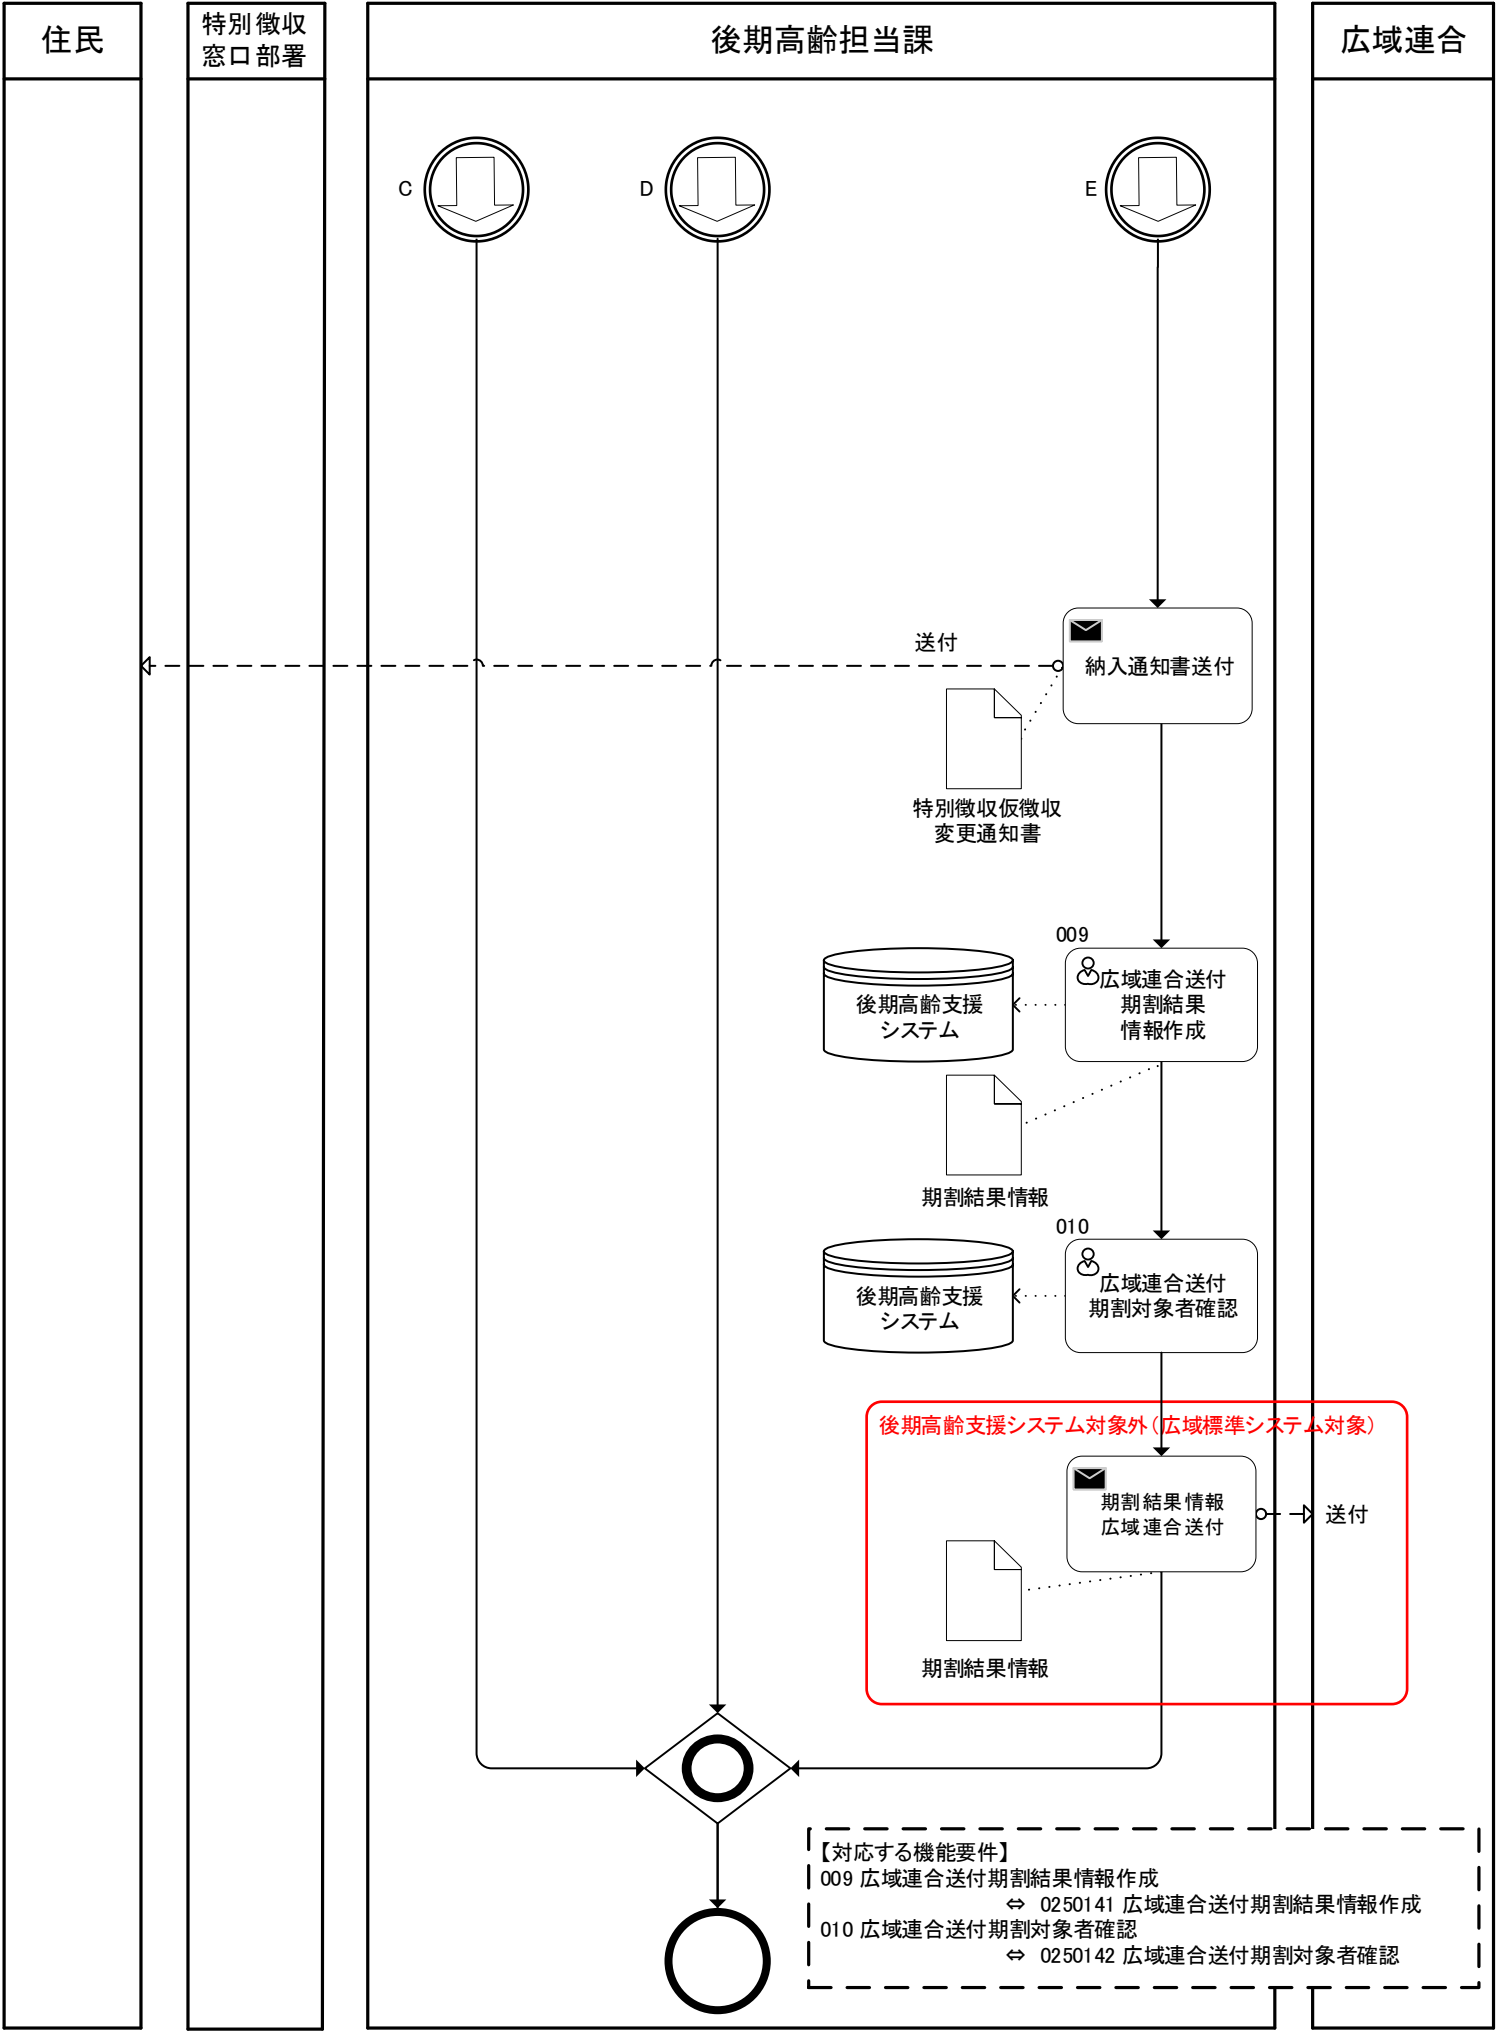 住民
特別徴収
窓口部署
後期高齢担当課
広域連合
C
D
E
送付
納入通知書送付
特別徴収仮徴収
変更通知書
009
広域連合送付
期割結果
情報作成
後期高齢支援
システム
期割結果情報
010
広域連合送付
期割対象者確認
後期高齢支援
システム
後期高齢支援システム対象外（広域標準システム対象）
期割結果情報
広域連合送付
送付
期割結果情報
【対応する機能要件】
009 広域連合送付期割結果情報作成
⇔ 0250141 広域連合送付期割結果情報作成
010 広域連合送付期割対象者確認
⇔ 0250142 広域連合送付期割対象者確認